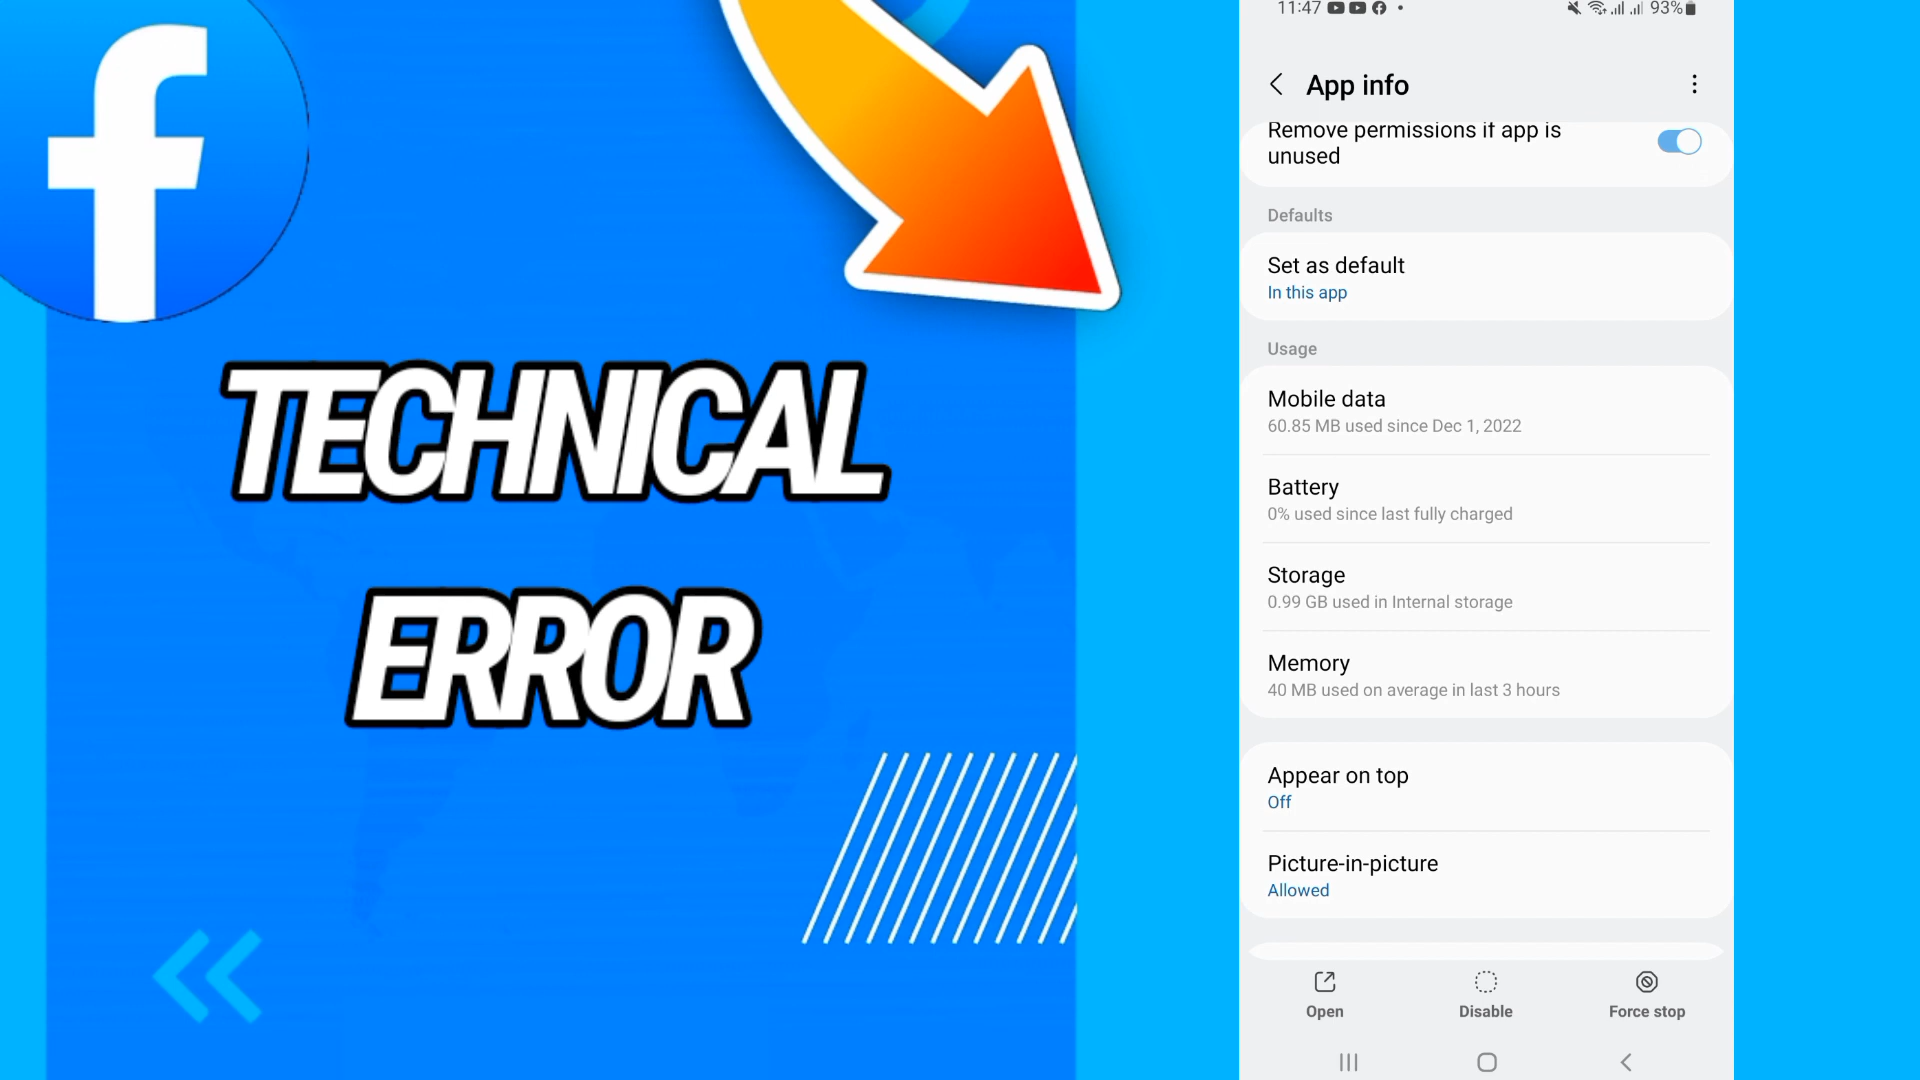 TECHNICAL
ERROR
11:47
93%
App info
Remove permissions if app is
unused
Defaults
Set as default
In this app
Usage
Mobile data
60.85 MB used since Dec 1, 2022
Battery
0% used since last fully charged
Storage
0.99 GB used in Internal storage
Memory
40 MB used on average in last 3 hours
Appear on top
Off
Picture-in-picture
Allowed
Open
Disable
Force stop